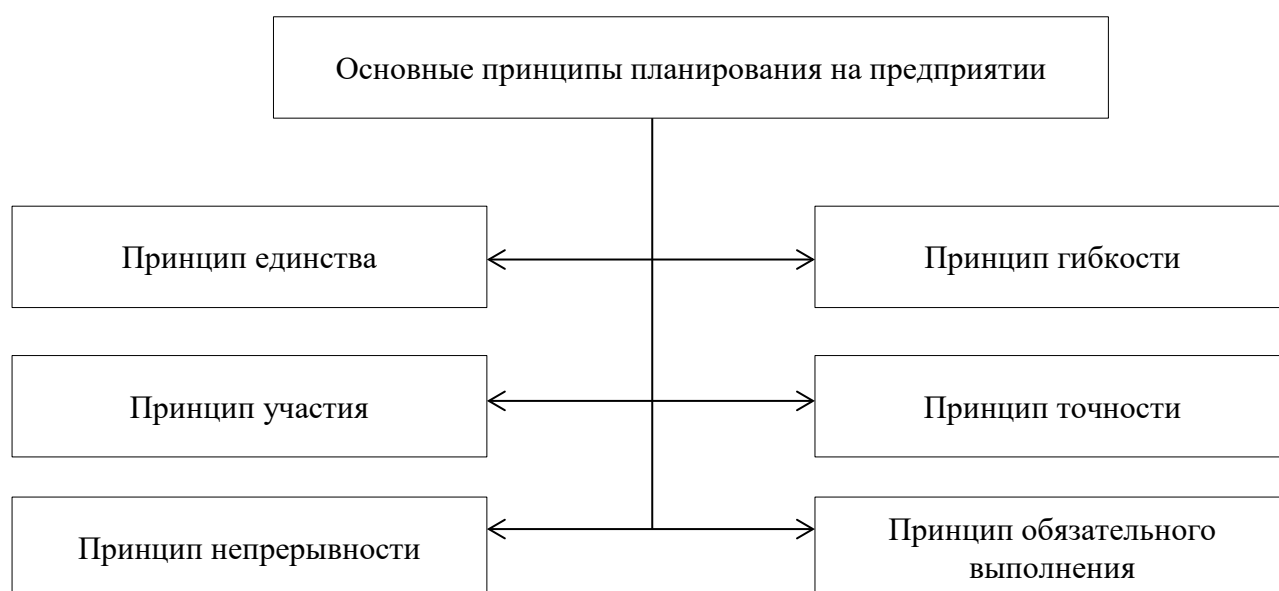 Основные принципы планирования на предприятии
Принцип единства
Принцип гибкости
Принцип участия
Принцип точности
Принцип непрерывности
Принцип обязательного
выполнения